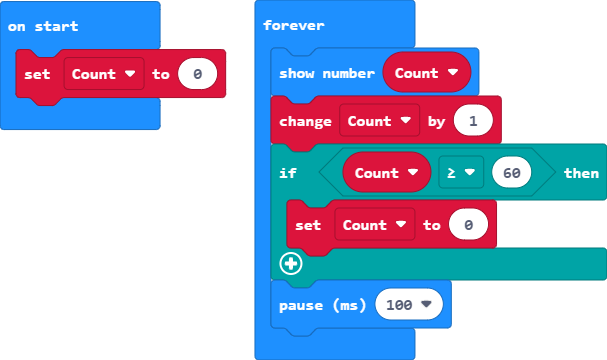 on start
set Count to 0
forever
show number Count
change Count by 1
if Count ≥ 60 then
set Count to 0
pause (ms) 100